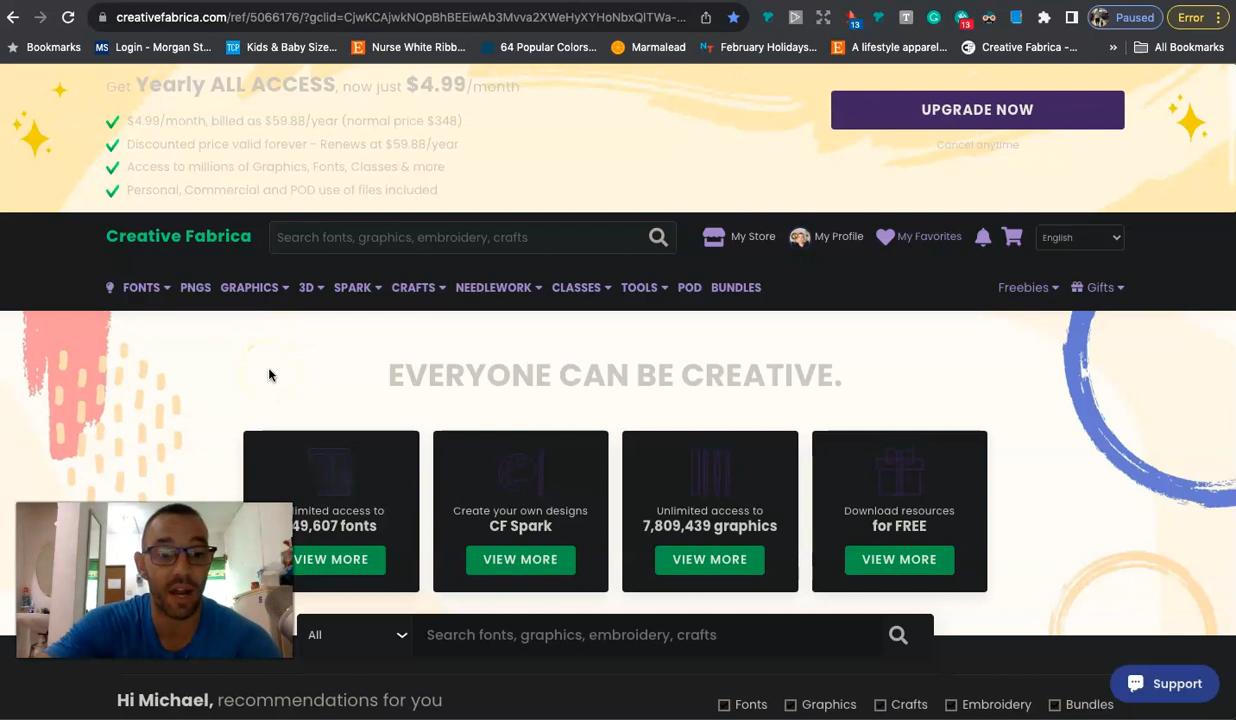 creativefabrica.com/ref/5066176/?gclid=CjwKCAjwkNOpBhBEEiwAb3Mvva2XWeHyXYHoNbxQITWa-...
13
T
13
Paused
Error
Bookmarks
MS Login - Morgan St...
TCP Kids & Baby Size...
E Nurse White Ribb...
64 Popular Colors...
Marmalead
NT February Holidays...
E A lifestyle apparel...
CF Creative Fabrica -...
»
All Bookmarks
Get Yearly ALL ACCESS, now just $4.99/month
$4.99/month, billed as $59.88/year (normal price $348)
Discounted price valid forever - Renews at $59.88/year
Access to millions of Graphics, Fonts, Classes & more
Personal, Commercial and POD use of files included
UPGRADE NOW
Cancel anytime
Creative Fabrica
Search fonts, graphics, embroidery, crafts
My Store
My Profile
My Favorites
English
FONTS PNGS GRAPHICS 3D SPARK CRAFTS NEEDLEWORK CLASSES TOOLS POD BUNDLES
Freebies Gifts
EVERYONE CAN BE CREATIVE.
limited access to
49,607 fonts
VIEW MORE
Create your own designs
CF Spark
VIEW MORE
Unlimited access to
7,809,439 graphics
VIEW MORE
Download resources
for FREE
VIEW MORE
All
Search fonts, graphics, embroidery, crafts
Support
Hi Michael, recommendations for you
Fonts Graphics Crafts Embroidery Bundles